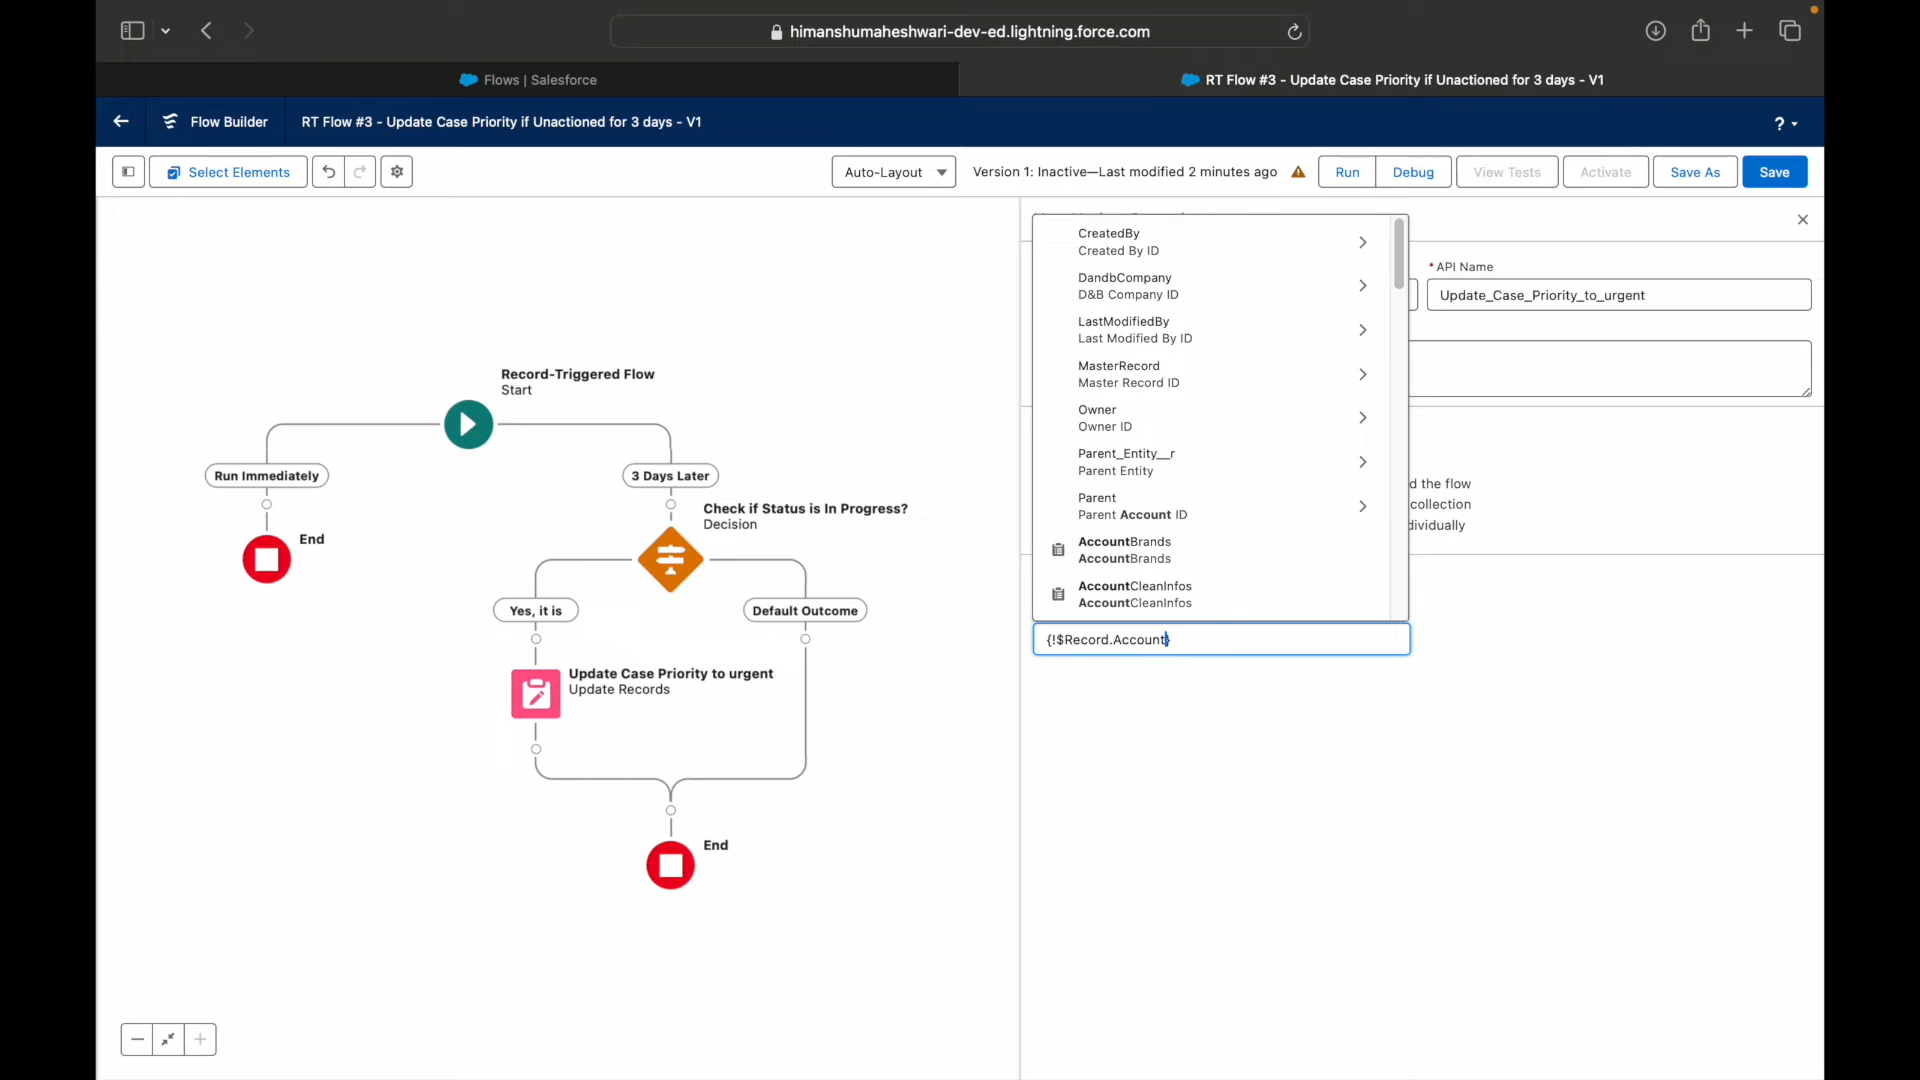 himanshumaheshwari-dev-ed.lightning.force.com
Flows | Salesforce
RT Flow #3 - Update Case Priority if Unactioned for 3 days - V1
Flow Builder
RT Flow #3 - Update Case Priority if Unactioned for 3 days - V1
?
Select Elements
Auto-Layout
Version 1: Inactive—Last modified 2 minutes ago
Run
Debug
View Tests
Activate
Save As
Save
CreatedBy
Created By ID
DandbCompany
D&B Company ID
LastModifiedBy
Last Modified By ID
MasterRecord
Master Record ID
Owner
Owner ID
Parent_Entity__r
Parent Entity
Parent
Parent Account ID
AccountBrands
AccountBrands
AccountCleanInfos
AccountCleanInfos
{!$Record.Account}
* API Name
Update_Case_Priority_to_urgent
d the flow
collection
dividually
Record-Triggered Flow
Start
Run Immediately
3 Days Later
Check if Status is In Progress?
Decision
End
Yes, it is
Default Outcome
Update Case Priority to urgent
Update Records
End